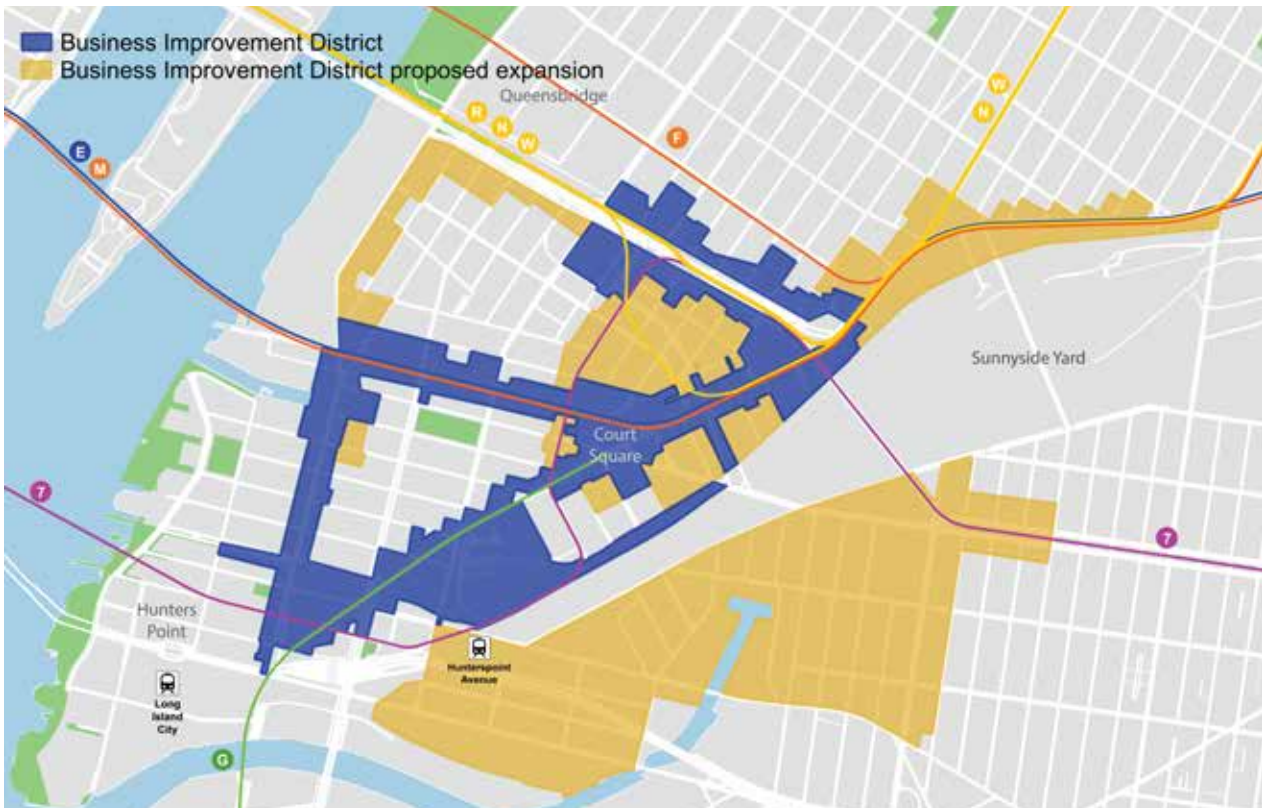 Business Improvement District
Business Improvement District proposed expansion
Queensbridge
R
N
W
W
N
F
E
M
Sunnyside Yard
Court
Square
7
7
Hunters
Point
Hunterspoint
Avenue
Long
Island
City
G